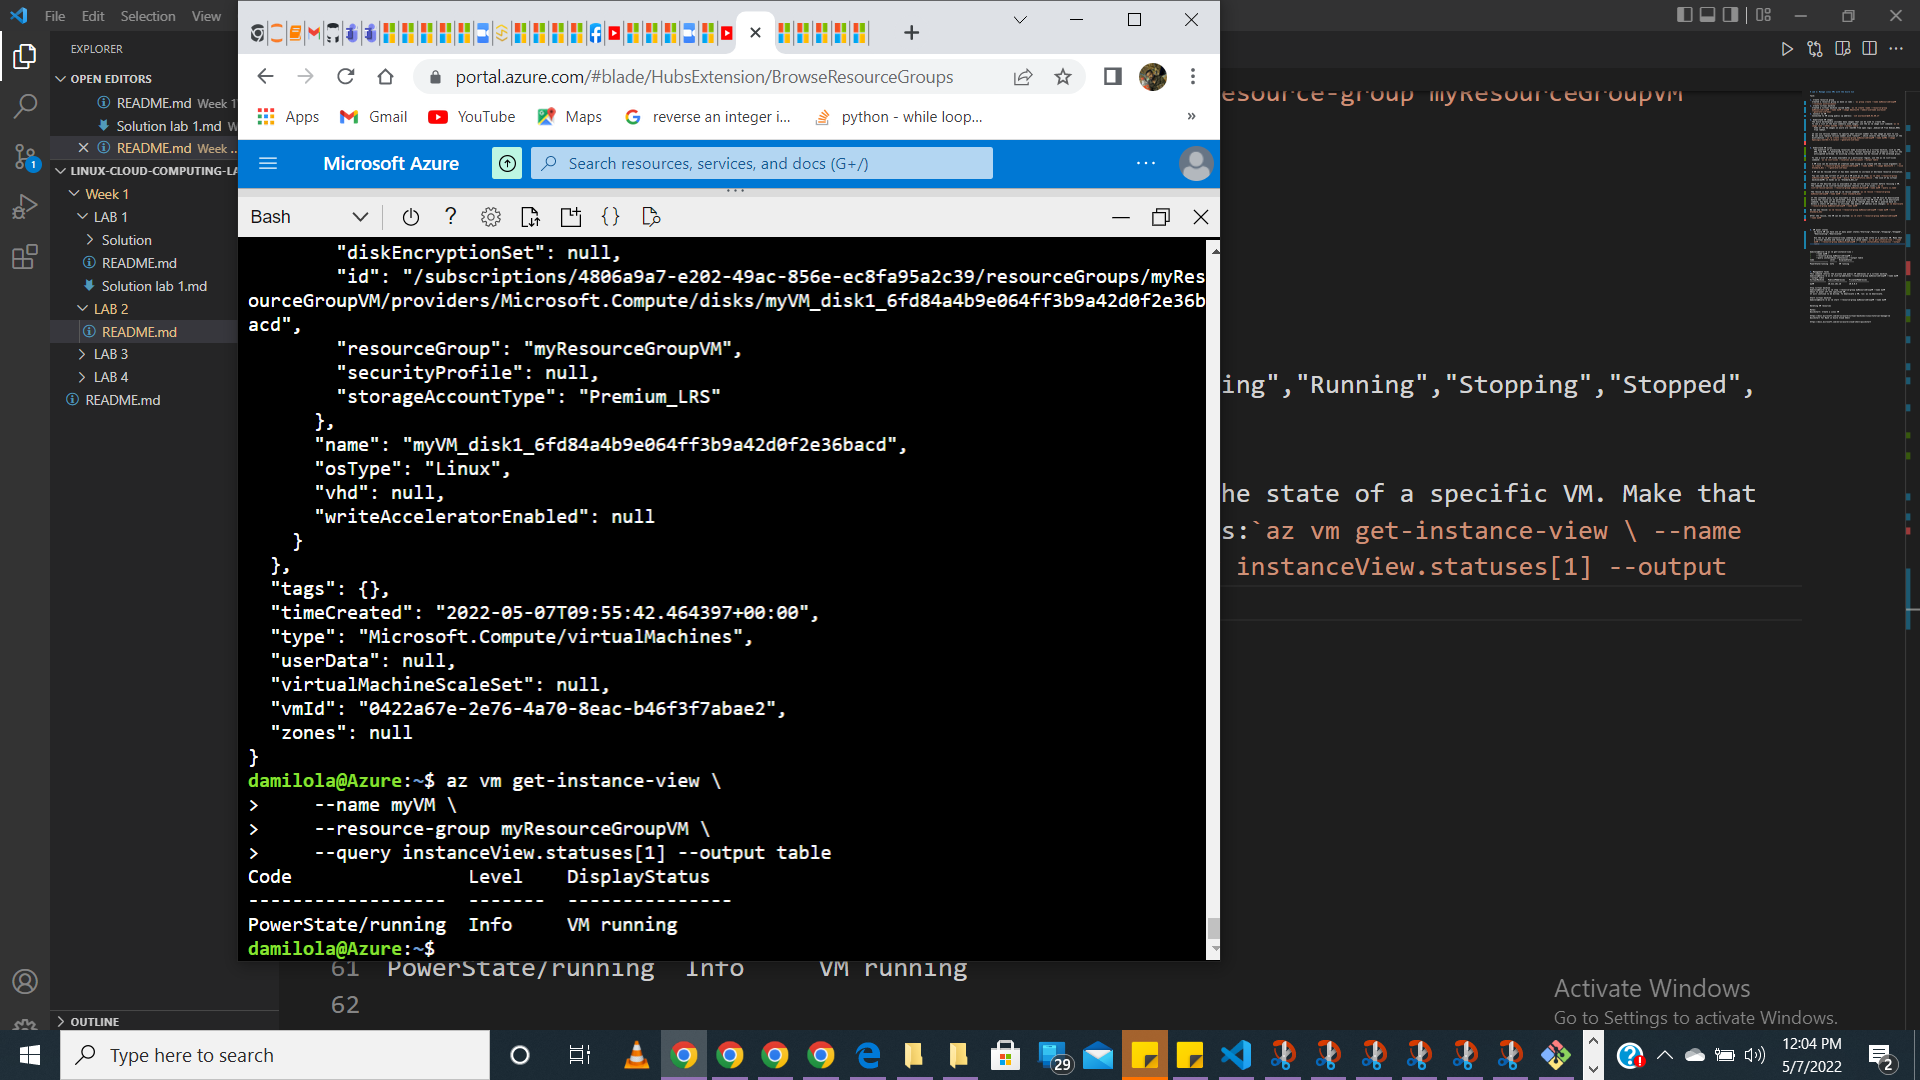 File Edit Selection View
EXPLORER
OPEN EDITORS
README.md Week 1
Solution lab 1.md W
README.md Week ...
LINUX-CLOUD-COMPUTING-LA
Week 1
LAB 1
Solution
README.md
Solution lab 1.md
LAB 2
README.md
LAB 3
LAB 4
README.md
OUTLINE
1
portal.azure.com/#blade/HubsExtension/BrowseResourceGroups
Apps Gmail YouTube Maps reverse an integer i... python - while loop... »
Microsoft Azure
Search resources, services, and docs (G+/)
Bash
"diskEncryptionSet": null,
"id": "/subscriptions/4806a9a7-e202-49ac-856e-ec8fa95a2c39/resourceGroups/myRes
ourceGroupVM/providers/Microsoft.Compute/disks/myVM_disk1_6fd84a4b9e064ff3b9a42d0f2e36b
acd",
"resourceGroup": "myResourceGroupVM",
"securityProfile": null,
"storageAccountType": "Premium_LRS"
},
"name": "myVM_disk1_6fd84a4b9e064ff3b9a42d0f2e36bacd",
"osType": "Linux",
"vhd": null,
"writeAcceleratorEnabled": null
}
},
"tags": {},
"timeCreated": "2022-05-07T09:55:42.464397+00:00",
"type": "Microsoft.Compute/virtualMachines",
"userData": null,
"virtualMachineScaleSet": null,
"vmId": "0422a67e-2e76-4a70-8eac-b46f3f7abae2",
"zones": null
}
damilola@Azure:~$ az vm get-instance-view \
> --name myVM \
> --resource-group myResourceGroupVM \
> --query instanceView.statuses[1] --output table
Code Level DisplayStatus
------------------ ------- ---------------
PowerState/running Info VM running
damilola@Azure:~$
esource-group myResourceGroupVM
ing","Running","Stopping","Stopped",
he state of a specific VM. Make that
s:`az vm get-instance-view \ --name
instanceView.statuses[1] --output
61 PowerState/running Info VM running
62
Activate Windows
Go to Settings to activate Windows.
Type here to search
29
12:04 PM
5/7/2022
2